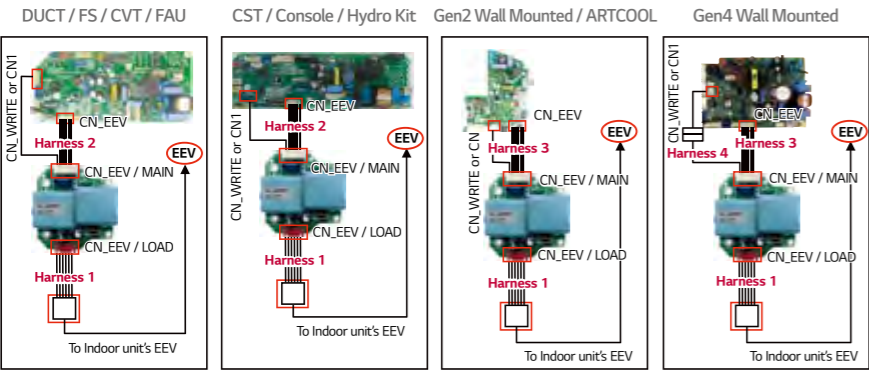 DUCT / FS / CVT / FAU
CN_WRITE or CN1
CN_EEV
Harness 2
EEV
CN_EEV / MAIN
CN_EEV / LOAD
Harness 1
To Indoor unit's EEV
CST / Console / Hydro Kit
CN_WRITE or CN1
CN_EEV
Harness 2
EEV
CN_EEV / MAIN
CN_EEV / LOAD
Harness 1
To Indoor unit's EEV
Gen2 Wall Mounted / ARTCOOL
CN_WRITE or CN
CN_EEV
Harness 3
EEV
CN_EEV / MAIN
CN_EEV / LOAD
Harness 1
To Indoor unit's EEV
Gen4 Wall Mounted
CN_WRITE or CN1
CN_EEV
Harness 3
Harness 4
EEV
CN_EEV / MAIN
CN_EEV / LOAD
Harness 1
To Indoor unit's EEV